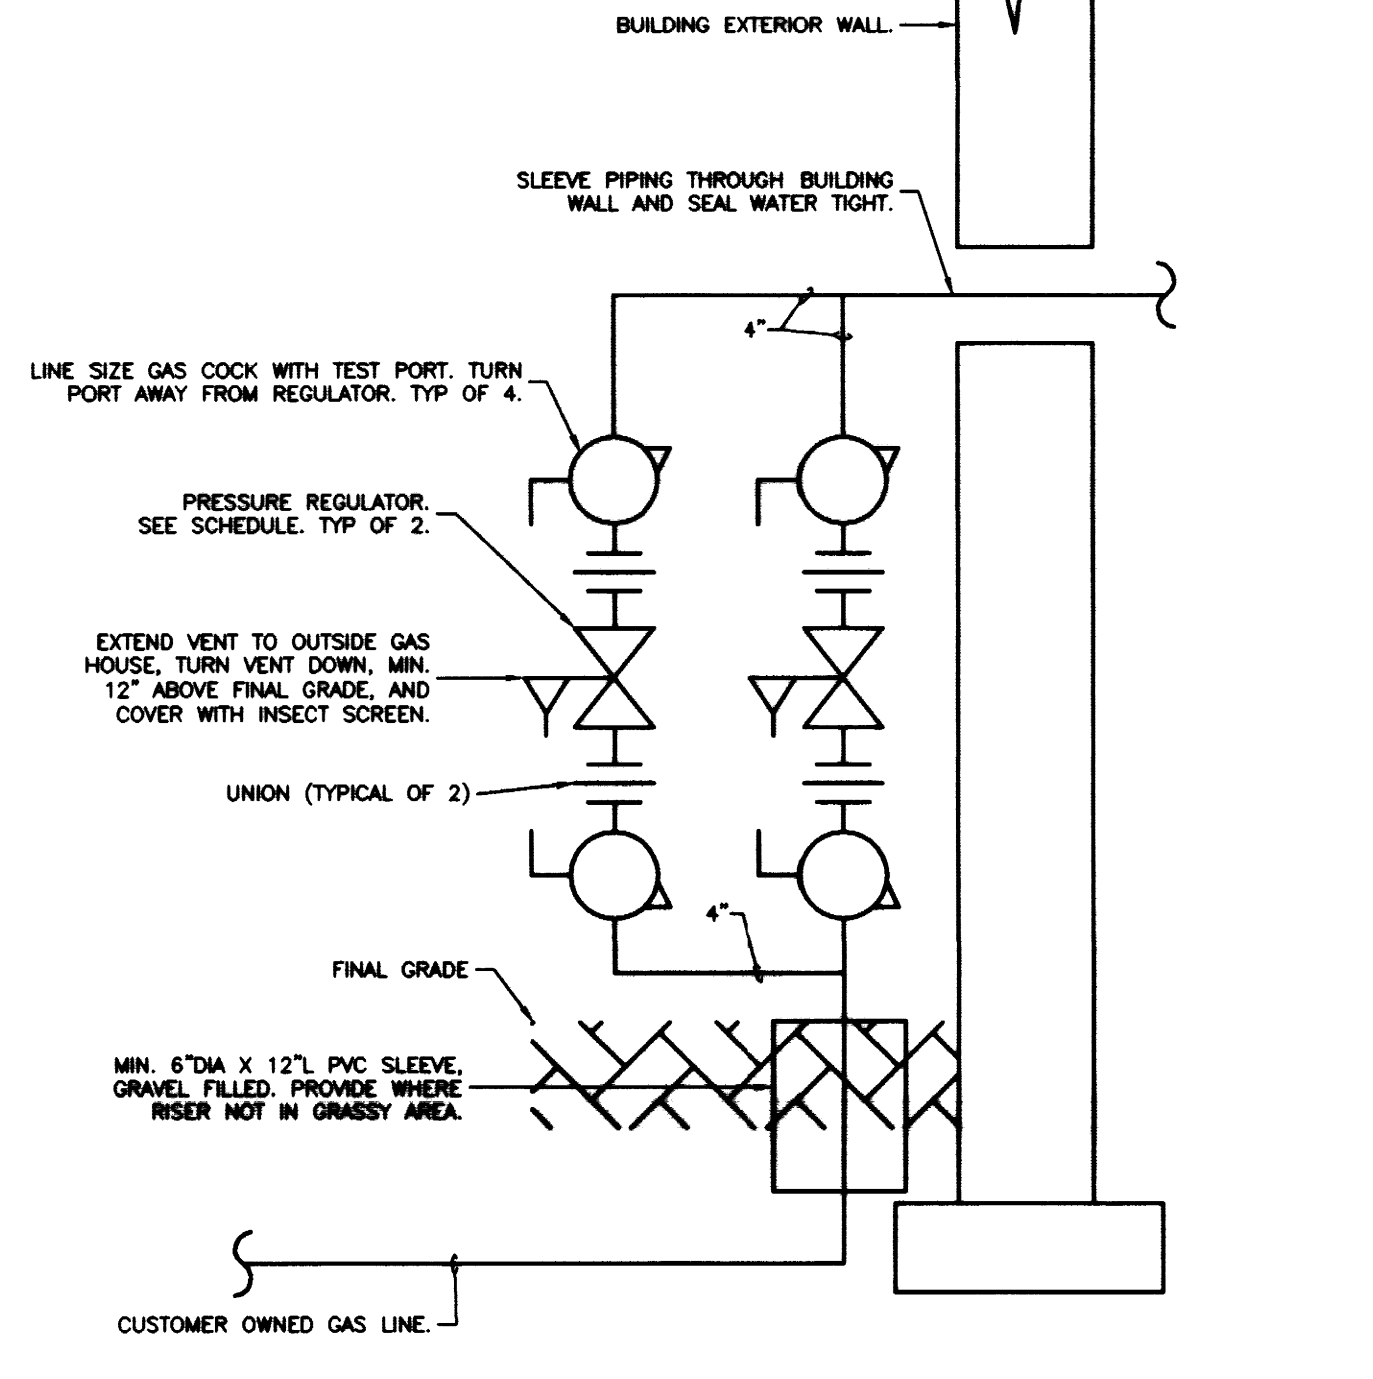 BUILDING EXTERIOR WALL.
SLEEVE PIPING THROUGH BUILDING
WALL AND SEAL WATER TIGHT.
4"
LINE SIZE GAS COCK WITH TEST PORT. TURN
PORT AWAY FROM REGULATOR. TYP OF 4.
PRESSURE REGULATOR.
SEE SCHEDULE. TYP OF 2.
EXTEND VENT TO OUTSIDE GAS
HOUSE, TURN VENT DOWN, MIN.
12" ABOVE FINAL GRADE, AND
COVER WITH INSECT SCREEN.
UNION (TYPICAL OF 2)
4"
FINAL GRADE
MIN. 6"DIA X 12"L PVC SLEEVE,
GRAVEL FILLED. PROVIDE WHERE
RISER NOT IN GRASSY AREA.
CUSTOMER OWNED GAS LINE.